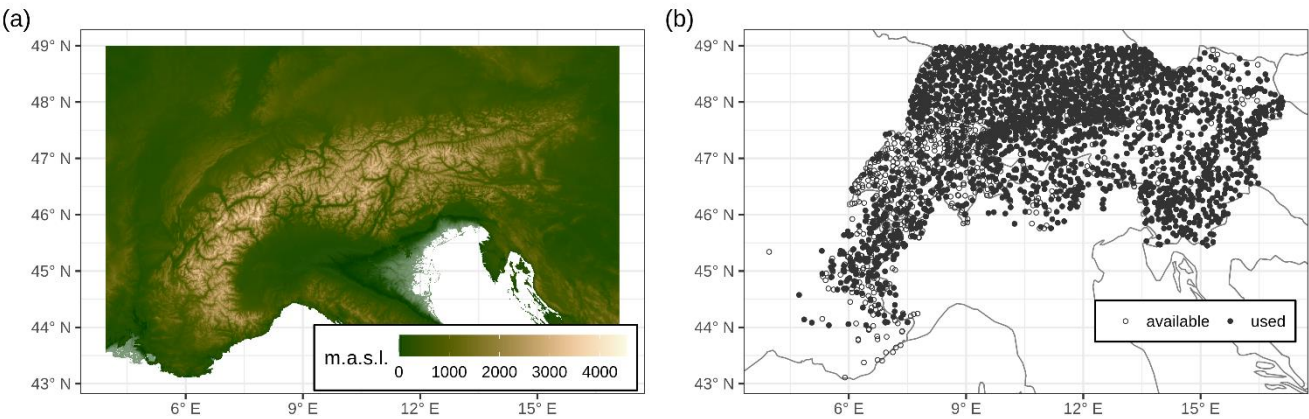 (a)
49° N
48° N
47° N
46° N
45° N
44° N
43° N
6° E
9° E
12° E
15° E
m.a.s.l.
0 1000 2000 3000 4000
(b)
49° N
48° N
47° N
46° N
45° N
44° N
43° N
6° E
9° E
12° E
15° E
available used